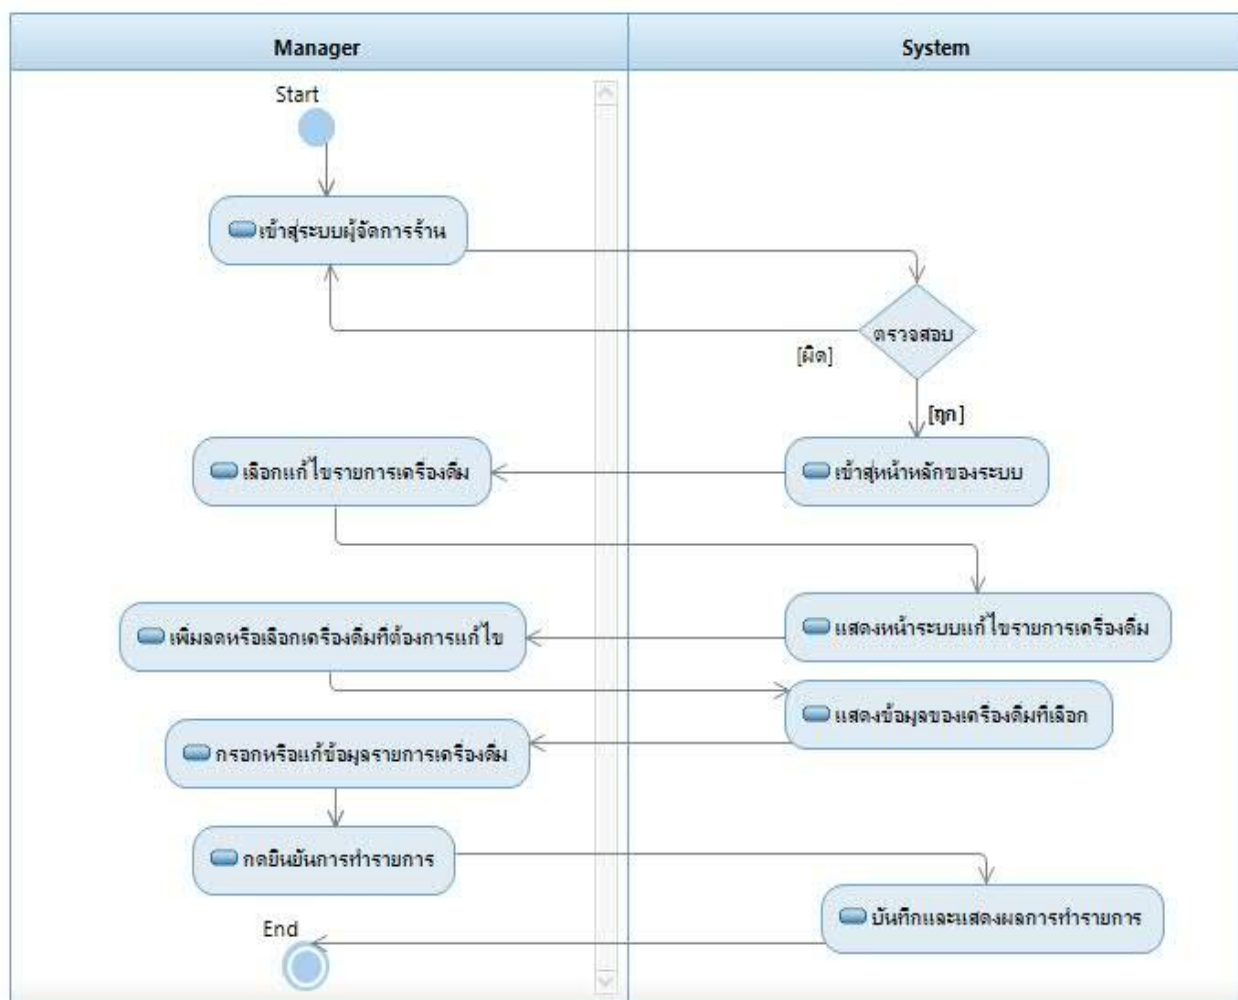 Manager
System
Start
เข้าสู่ระบบผู้จัดการร้าน
ตรวจสอบ
[ผิด]
[ถูก]
เลือกแก้ไขรายการเครื่องดื่ม
เข้าสู่หน้าหลักของระบบ
เพิ่มลดหรือเลือกเครื่องดื่มที่ต้องการแก้ไข
แสดงหน้าระบบแก้ไขรายการเครื่องดื่ม
แสดงข้อมูลของเครื่องดื่มที่เลือก
กรอกหรือแก้ข้อมูลรายการเครื่องดื่ม
กดยืนยันการทำรายการ
บันทึกและแสดงผลการทำรายการ
End